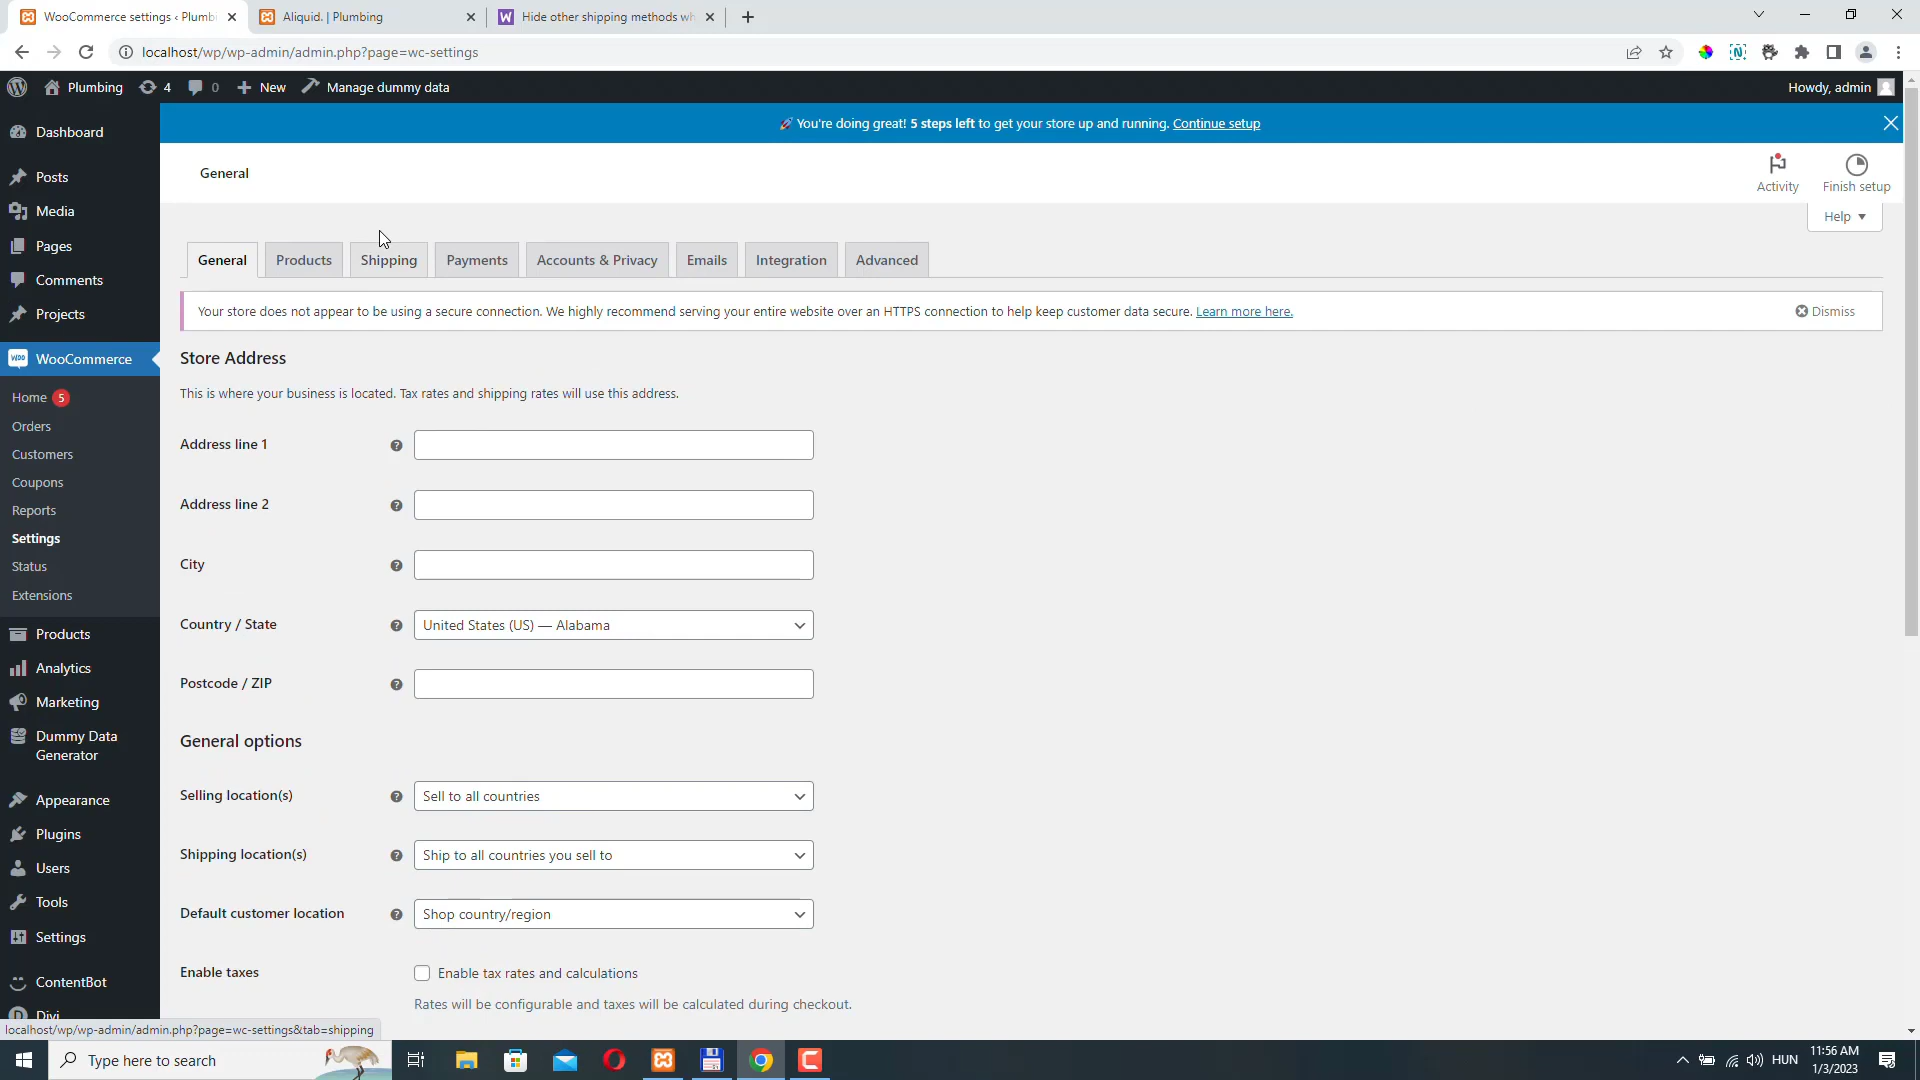 WooCommerce settings ‹ Plumbi
Aliquid. | Plumbing
Hide other shipping methods wh
localhost/wp/wp-admin/admin.php?page=wc-settings
Plumbing
4
0
New
Manage dummy data
Howdy, admin
You're doing great! 5 steps left to get your store up and running. Continue setup
Dashboard
Posts
Media
Pages
Comments
Projects
WooCommerce
Home 5
Orders
Customers
Coupons
Reports
Settings
Status
Extensions
Products
Analytics
Marketing
Dummy Data
Generator
Appearance
Plugins
Users
Tools
Settings
ContentBot
Divi
General
Activity
Finish setup
Help
General
Products
Shipping
Payments
Accounts & Privacy
Emails
Integration
Advanced
Your store does not appear to be using a secure connection. We highly recommend serving your entire website over an HTTPS connection to help keep customer data secure. Learn more here.
Dismiss
Store Address
This is where your business is located. Tax rates and shipping rates will use this address.
Address line 1
Address line 2
City
Country / State
United States (US) — Alabama
Postcode / ZIP
General options
Selling location(s)
Sell to all countries
Shipping location(s)
Ship to all countries you sell to
Default customer location
Shop country/region
Enable taxes
Enable tax rates and calculations
Rates will be configurable and taxes will be calculated during checkout.
localhost/wp/wp-admin/admin.php?page=wc-settings&tab=shipping
Type here to search
HUN
11:56 AM
1/3/2023